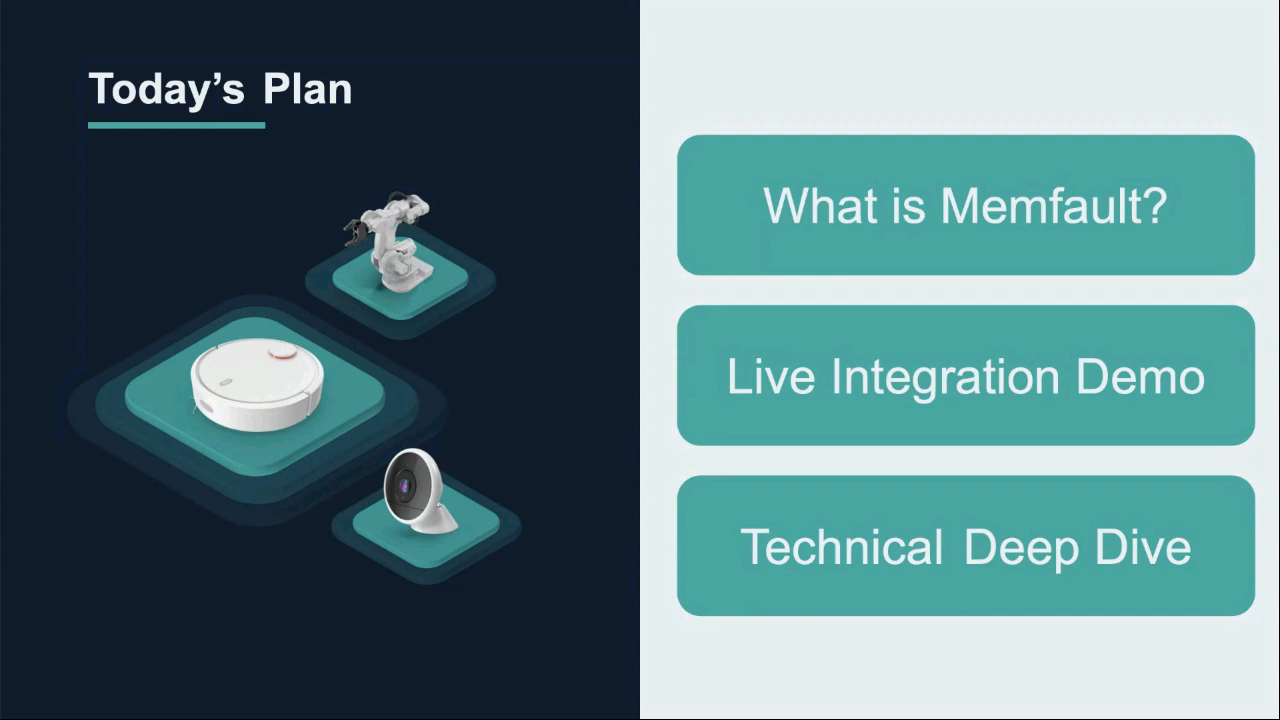 Today’s Plan
What is Memfault?
Live Integration Demo
Technical Deep Dive